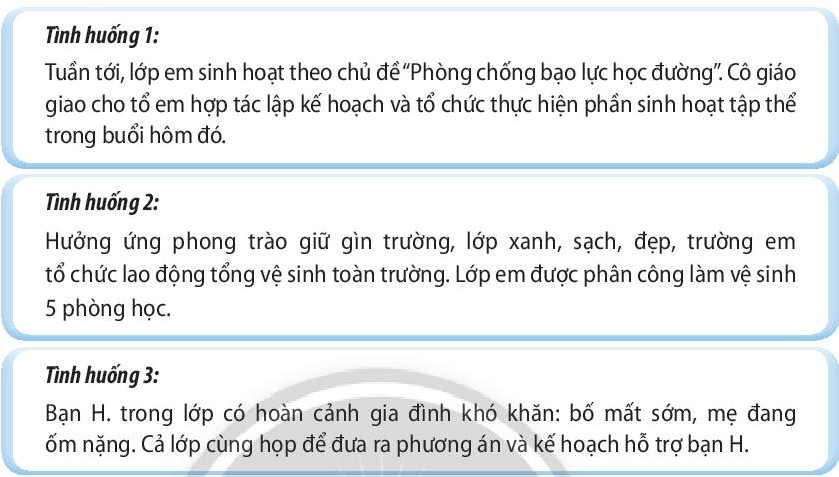 Tình huống 1:
Tuần tới, lớp em sinh hoạt theo chủ đề “Phòng chống bạo lực học đường”. Cô giáo
giao cho tổ em hợp tác lập kế hoạch và tổ chức thực hiện phần sinh hoạt tập thể
trong buổi hôm đó.
Tình huống 2:
Hưởng ứng phong trào giữ gìn trường, lớp xanh, sạch, đẹp, trường em
tổ chức lao động tổng vệ sinh toàn trường. Lớp em được phân công làm vệ sinh
5 phòng học.
Tình huống 3:
Bạn H. trong lớp có hoàn cảnh gia đình khó khăn: bố mất sớm, mẹ đang
ốm nặng. Cả lớp cùng họp để đưa ra phương án và kế hoạch hỗ trợ bạn H.